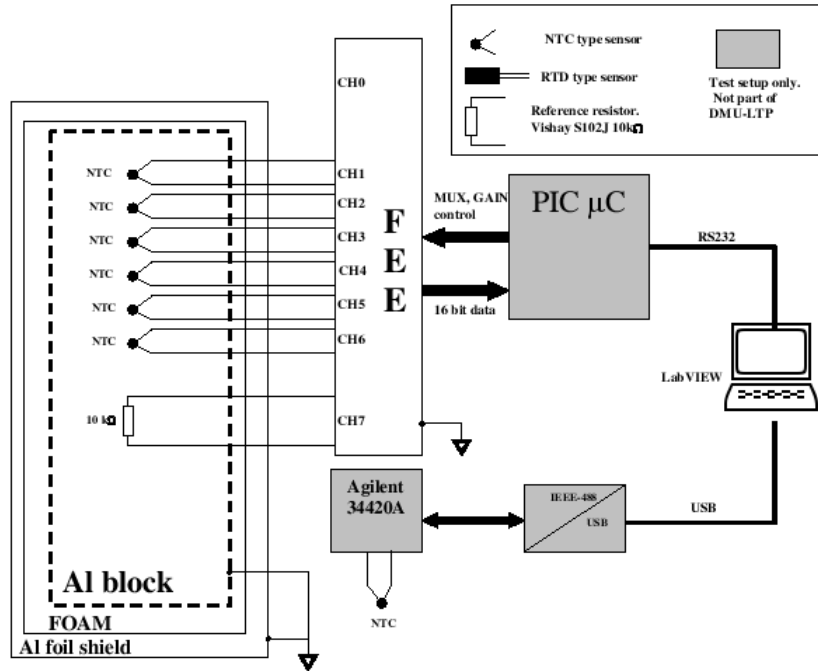 NTC type sensor
RTD type sensor
Reference resistor.
Vishay S102J 10kΩ
Test setup only.
Not part of
DMU-LTP
CH0
CH1
CH2
CH3
CH4
CH5
CH6
CH7
FEE
NTC
NTC
NTC
NTC
NTC
NTC
10 kΩ
MUX, GAIN
control
16 bit data
PIC µC
RS232
LabVIEW
Agilent
34420A
NTC
IEEE-488
USB
USB
Al block
FOAM
Al foil shield